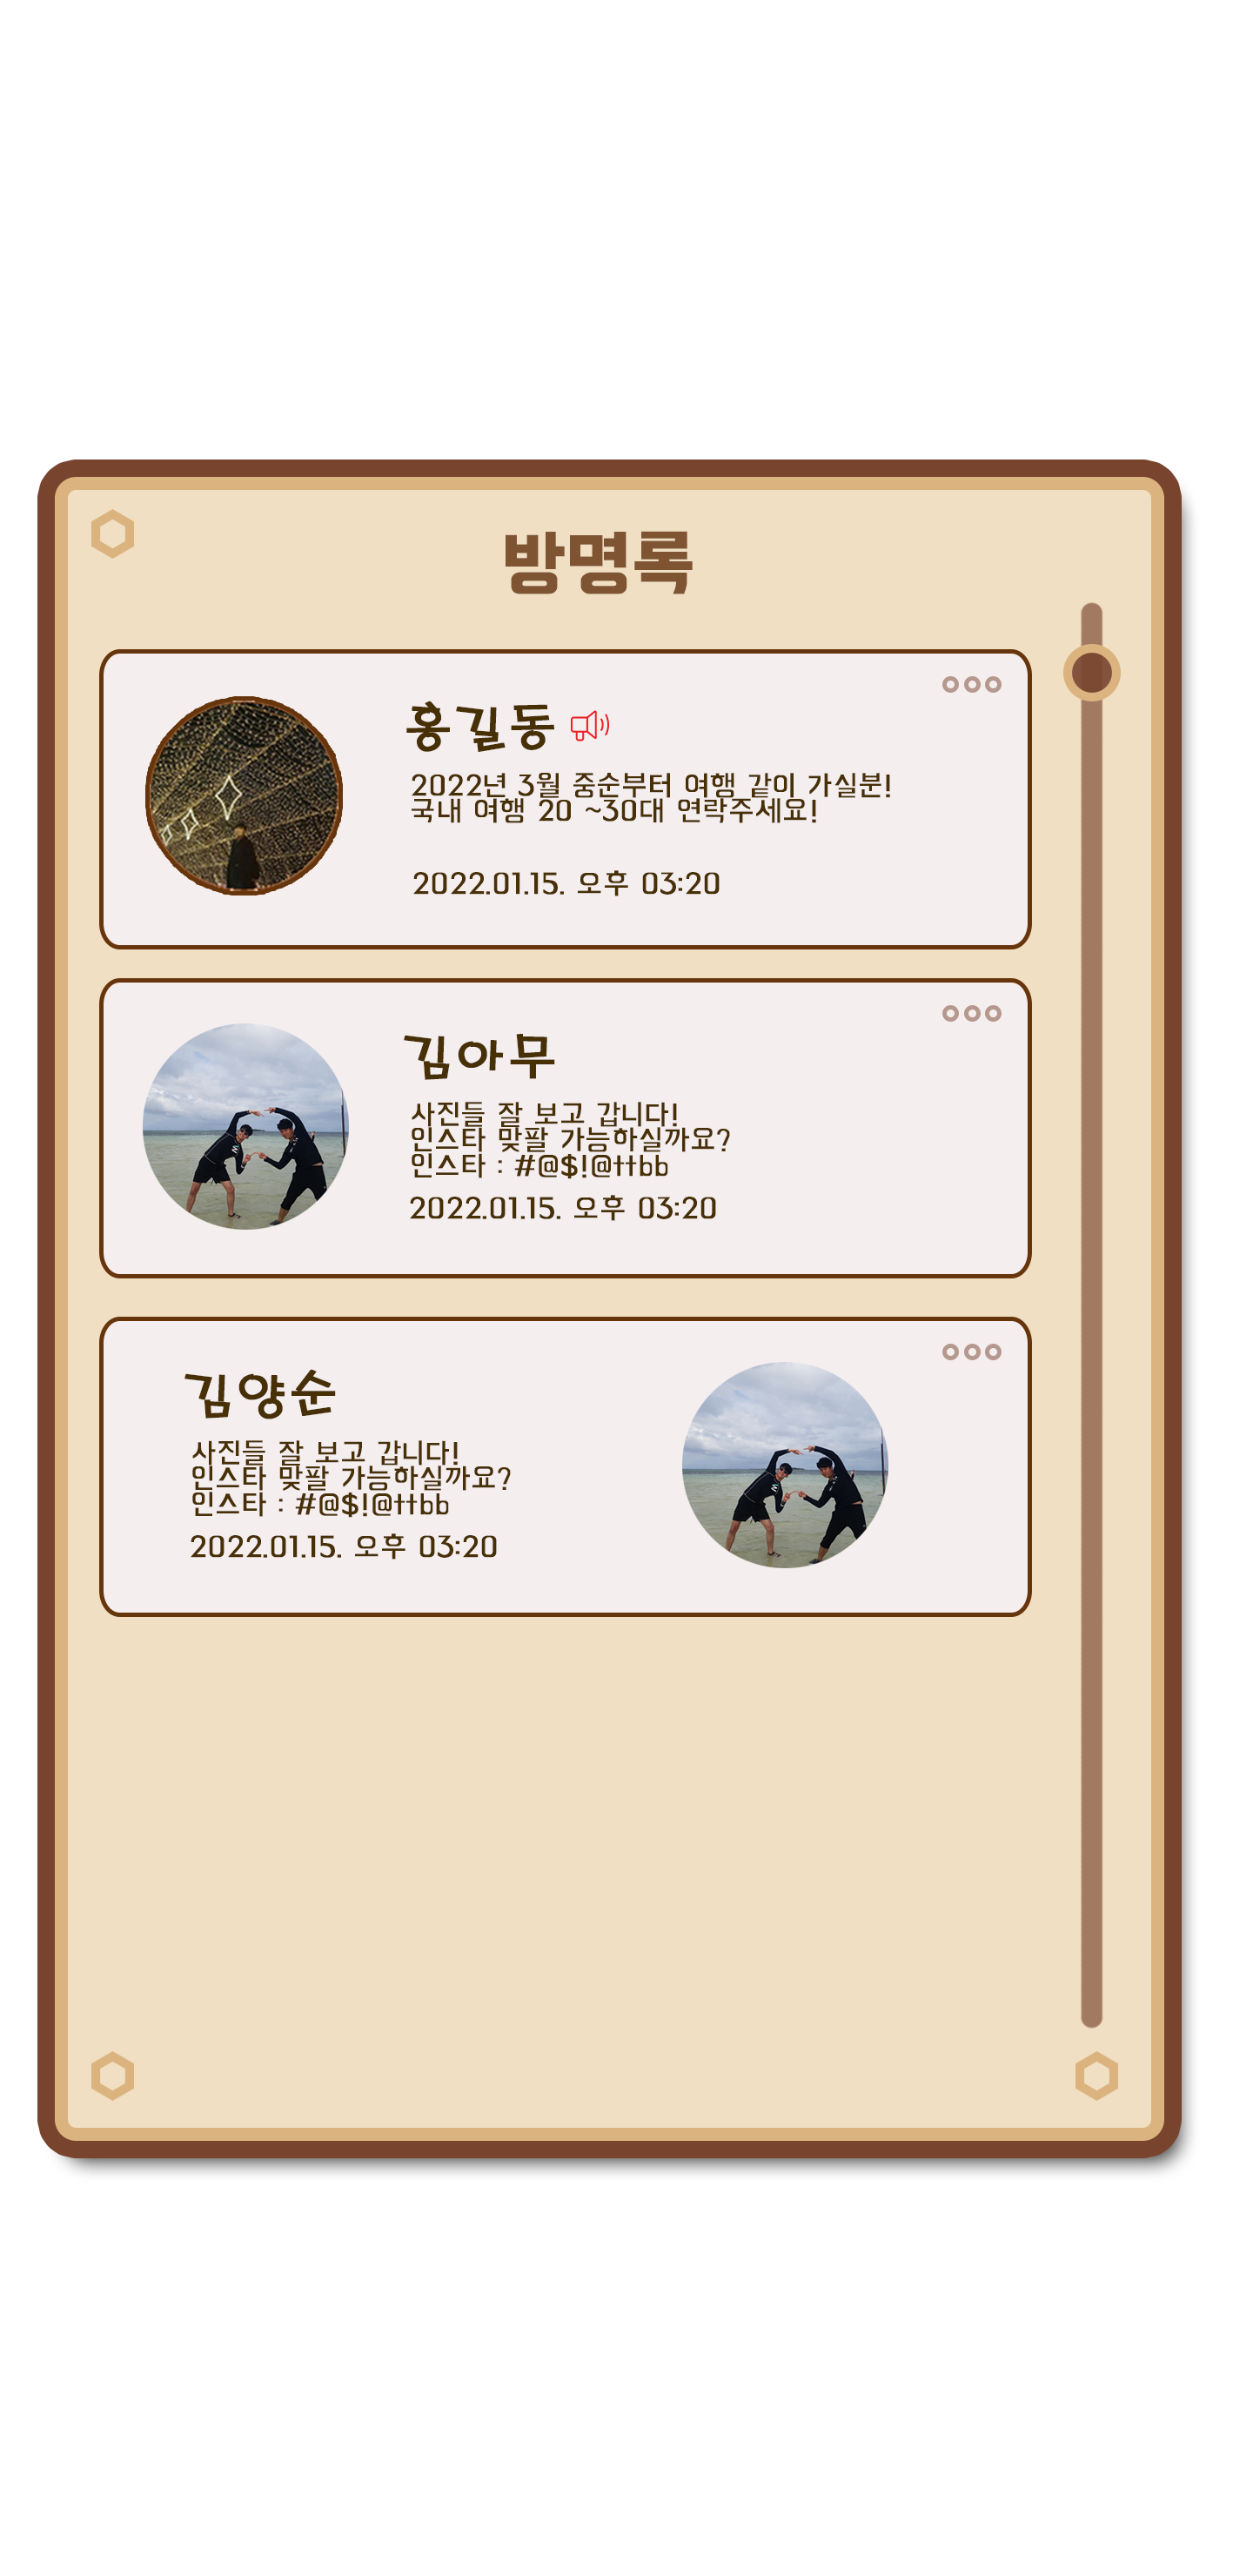 방명록
홍길동
2022년 3월 중순부터 여행 같이 가실분!
국내 여행 20 ~30대 연락주세요!
2022.01.15. 오후 03:20
김아무
사진들 잘 보고 갑니다!
인스타 맞팔 가능하실까요?
인스타 : #@$!@ttbb
2022.01.15. 오후 03:20
김양순
사진들 잘 보고 갑니다!
인스타 맞팔 가능하실까요?
인스타 : #@$!@ttbb
2022.01.15. 오후 03:20